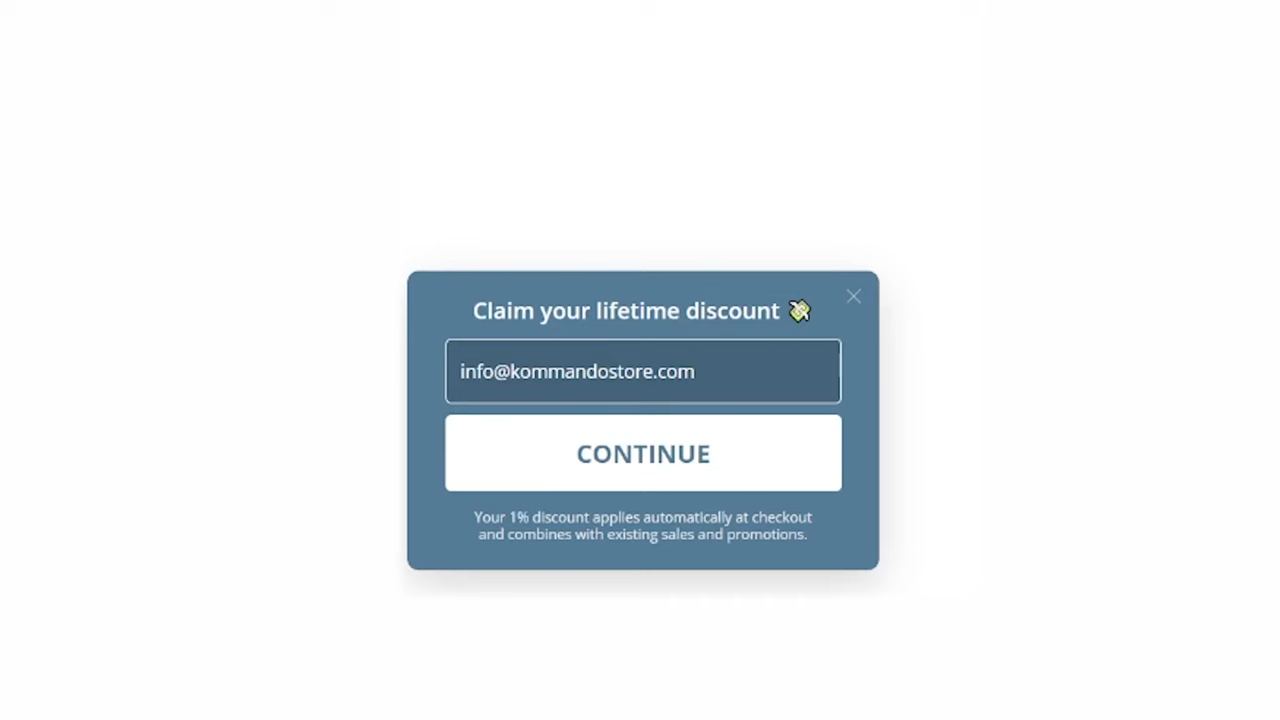 Claim your lifetime discount 💸
info@kommandostore.com
CONTINUE
Your 1% discount applies automatically at checkout
and combines with existing sales and promotions.